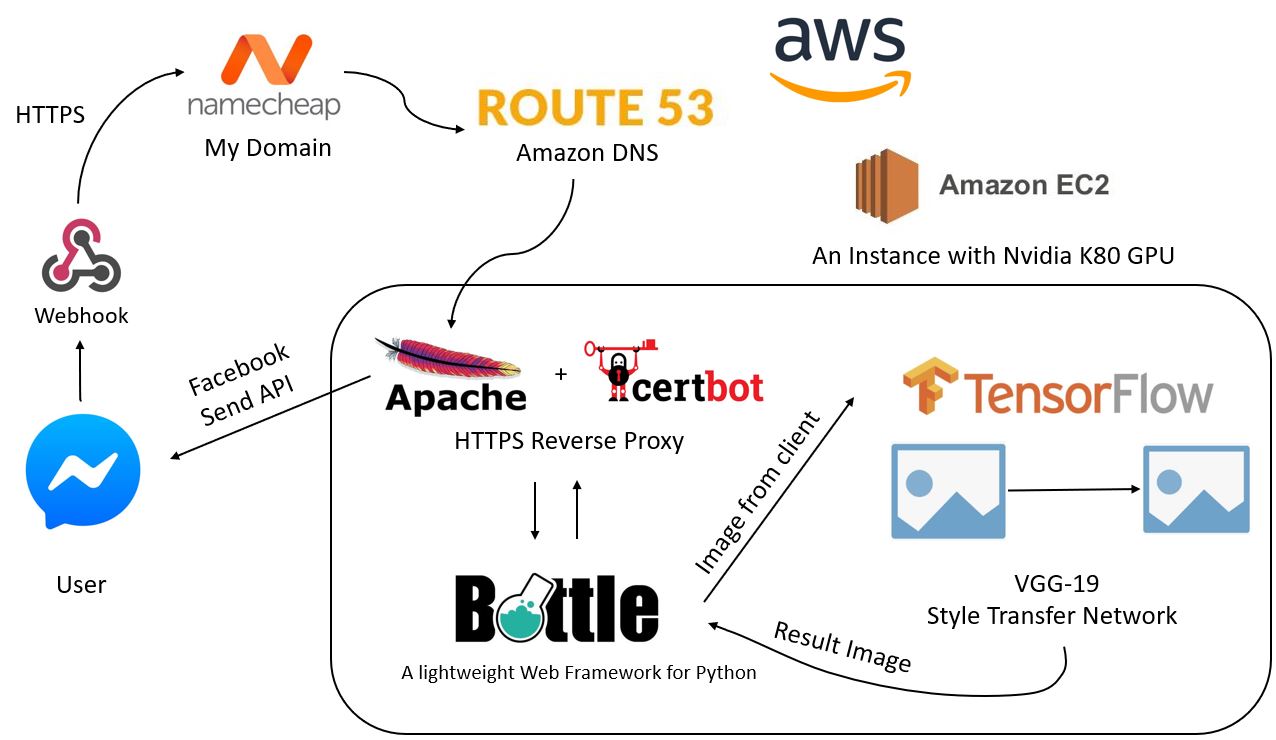 aws
namecheap
My Domain
HTTPS
ROUTE 53
Amazon DNS
Amazon EC2
An Instance with Nvidia K80 GPU
Webhook
Facebook
Send API
Apache
+
certbot
HTTPS Reverse Proxy
TensorFlow
Image from client
User
Bottle
A lightweight Web Framework for Python
VGG-19
Style Transfer Network
Result Image